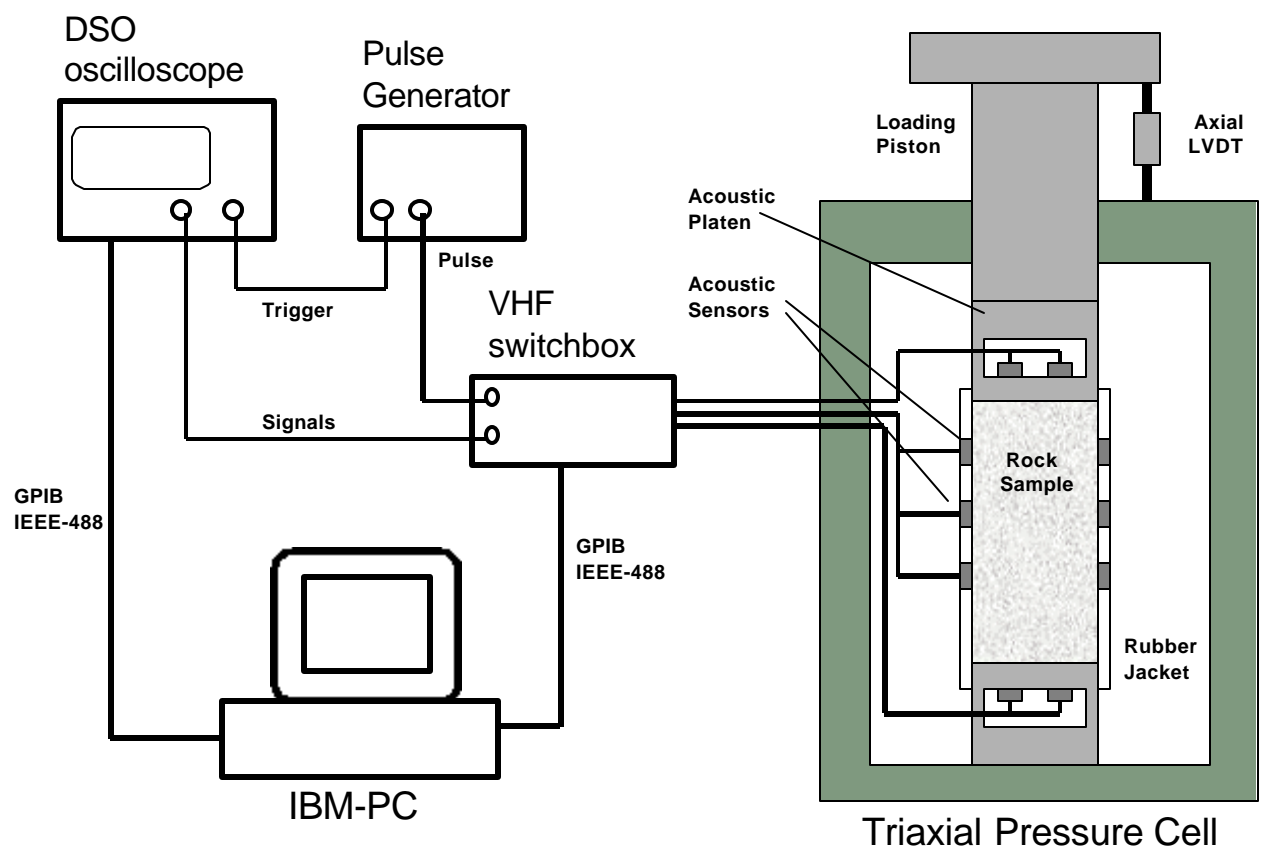 DSO
oscilloscope
Pulse
Generator
Loading
Piston
Axial
LVDT
Acoustic
Platen
Pulse
Acoustic
Sensors
Trigger
VHF
switchbox
Signals
Rock
Sample
GPIB
IEEE-488
GPIB
IEEE-488
Rubber
Jacket
IBM-PC
Triaxial Pressure Cell